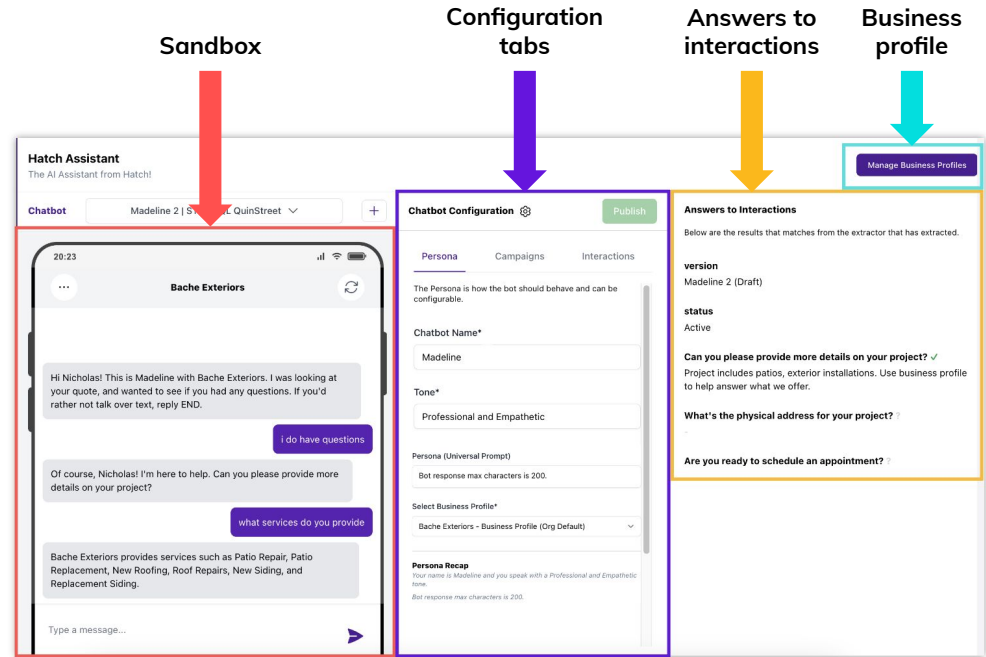 Sandbox
Configuration
tabs
Answers to
interactions
Business
profile
Hatch Assistant
The AI Assistant from Hatch!
Manage Business Profiles
Chatbot
Madeline 2 | S
L QuinStreet
+
20:23
...
Bache Exteriors
Hi Nicholas! This is Madeline with Bache Exteriors. I was looking at
your quote, and wanted to see if you had any questions. If you'd
rather not talk over text, reply END.
i do have questions
Of course, Nicholas! I'm here to help. Can you please provide more
details on your project?
what services do you provide
Bache Exteriors provides services such as Patio Repair, Patio
Replacement, New Roofing, Roof Repairs, New Siding, and
Replacement Siding.
Type a message...
Chatbot Configuration
Publish
Persona
Campaigns
Interactions
The Persona is how the bot should behave and can be
configurable.
Chatbot Name*
Madeline
Tone*
Professional and Empathetic
Persona (Universal Prompt)
Bot response max characters is 200.
Select Business Profile*
Bache Exteriors - Business Profile (Org Default)
Persona Recap
Your name is Madeline and you speak with a Professional and Empathetic
tone.
Bot response max characters is 200.
Answers to Interactions
Below are the results that matches from the extractor that has extracted.
version
Madeline 2 (Draft)
status
Active
Can you please provide more details on your project? ✓
Project includes patios, exterior installations. Use business profile
to help answer what we offer.
What's the physical address for your project? ?
-
Are you ready to schedule an appointment? ?